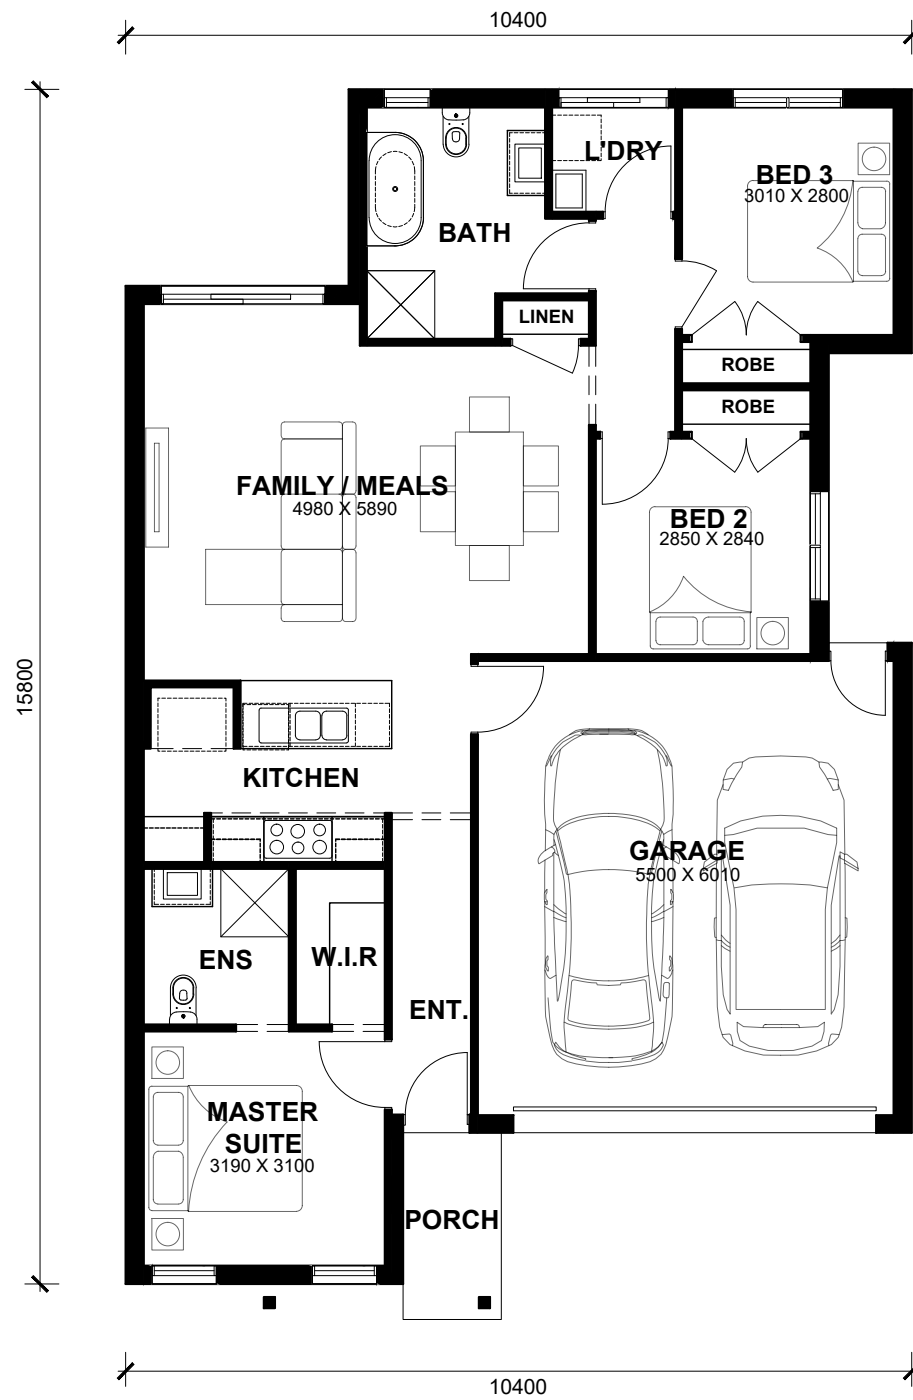 10400
L'DRY
BED 3
3010 X 2800
BATH
LINEN
ROBE
ROBE
FAMILY / MEALS
4980 X 5890
BED 2
2850 X 2840
15800
KITCHEN
GARAGE
5500 X 6010
ENS
W.I.R
ENT.
MASTER
SUITE
3190 X 3100
PORCH
10400